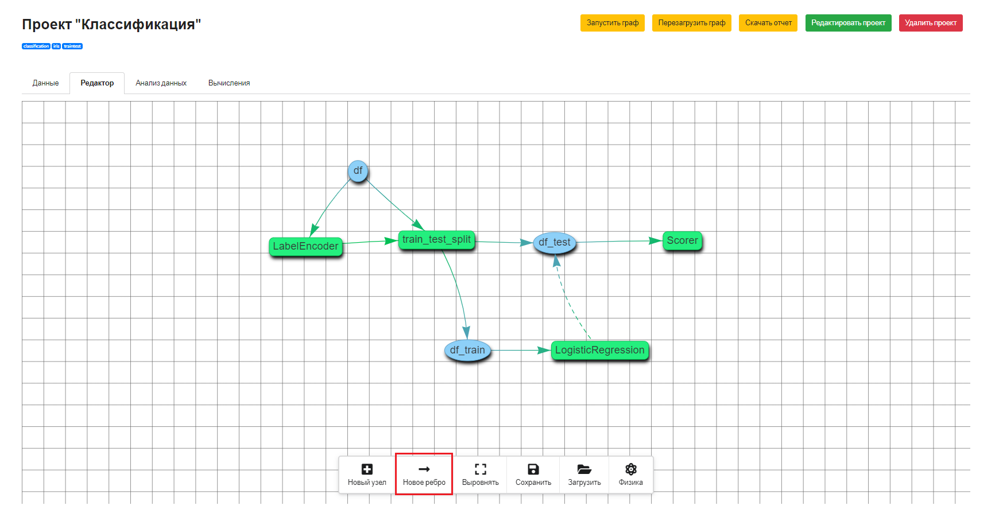 Проект "Классификация"
Запустить граф
Перезагрузить граф
Скачать отчет
Редактировать проект
Удалить проект
classification iris traintest
Данные
Редактор
Анализ данных
Вычисления
df
LabelEncoder
train_test_split
df_test
Scorer
df_train
LogisticRegression
Новый узел
Новое ребро
Выровнять
Сохранить
Загрузить
Физика